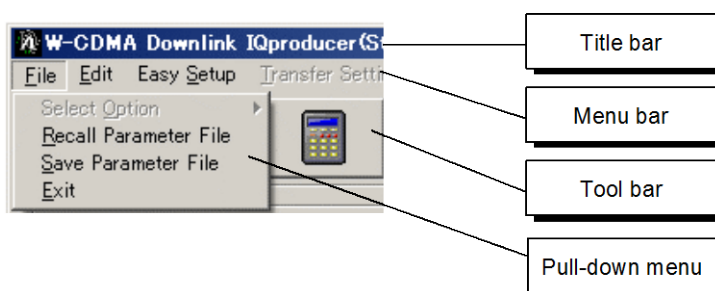 W-CDMA Downlink IQproducer(St
File Edit Easy Setup Transfer Setti
Select Option
Recall Parameter File
Save Parameter File
Exit
Title bar
Menu bar
Tool bar
Pull-down menu